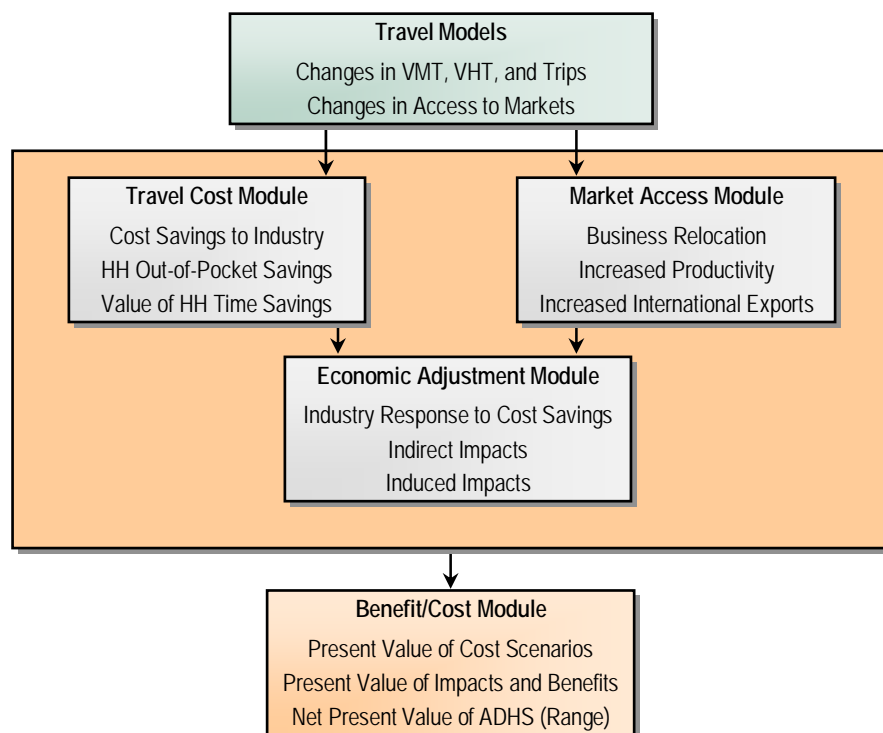 Travel Models
Changes in VMT, VHT, and Trips
Changes in Access to Markets
Travel Cost Module
Cost Savings to Industry
HH Out-of-Pocket Savings
Value of HH Time Savings
Market Access Module
Business Relocation
Increased Productivity
Increased International Exports
Economic Adjustment Module
Industry Response to Cost Savings
Indirect Impacts
Induced Impacts
Benefit/Cost Module
Present Value of Cost Scenarios
Present Value of Impacts and Benefits
Net Present Value of ADHS (Range)